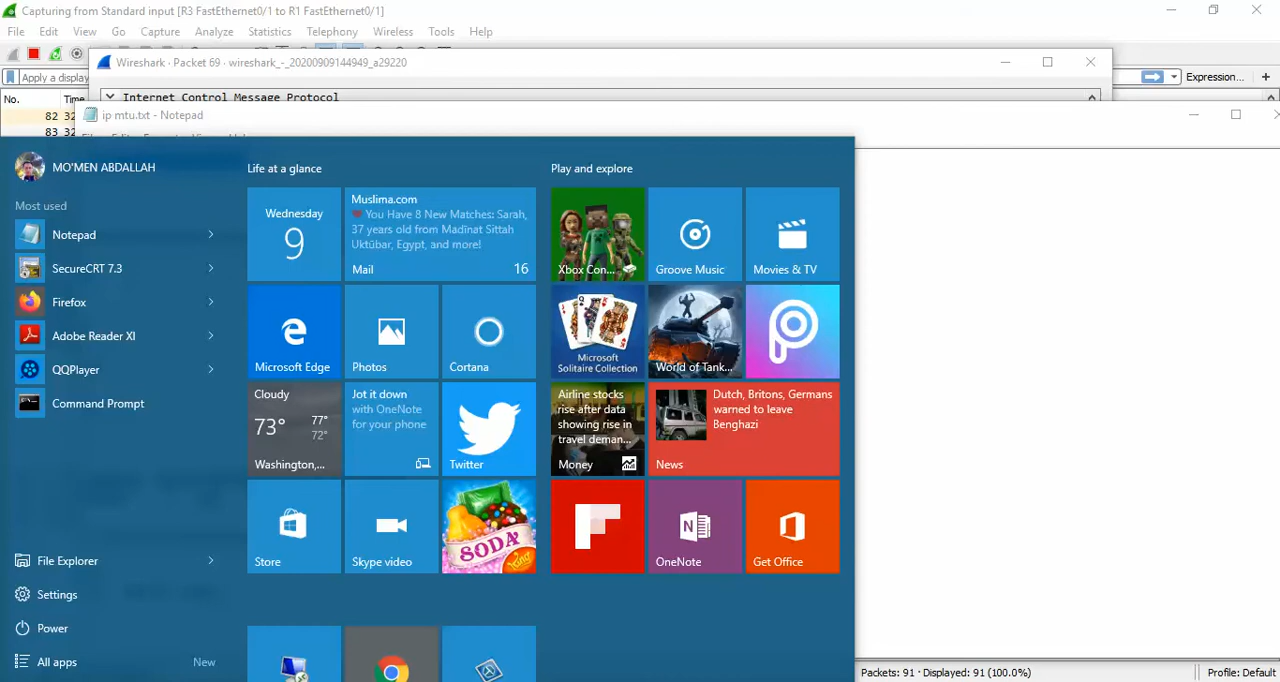 Capturing from Standard input [R3 FastEthernet0/1 to R1 FastEthernet0/1]
File Edit View Go Capture Analyze Statistics Telephony Wireless Tools Help
Wireshark · Packet 69 · wireshark_-_20200909144949_a29220
Apply a display
Expression...
+
No. Time
Internet Control Message Protocol
82 32
83 32
ip mtu.txt - Notepad
MO'MEN ABDALLAH
Most used
Notepad
SecureCRT 7.3
Firefox
Adobe Reader XI
QQPlayer
Command Prompt
File Explorer
Settings
Power
All apps New
Life at a glance
Wednesday
9
Muslima.com
You Have 8 New Matches: Sarah,
37 years old from Madīnat Sittah
Uktūbar, Egypt, and more!
Mail 16
Microsoft Edge
Photos
Cortana
Cloudy
73° 77°
72°
Washington,...
Jot it down
with OneNote
for your phone
Twitter
Store
Skype video
SODA
Play and explore
Xbox Con...
Groove Music
Movies & TV
Microsoft
Solitaire Collection
World of Tank...
Airline stocks
rise after data
showing rise in
travel deman...
Money
Dutch, Britons, Germans
warned to leave
Benghazi
News
OneNote
Get Office
Packets: 91 · Displayed: 91 (100.0%)
Profile: Default